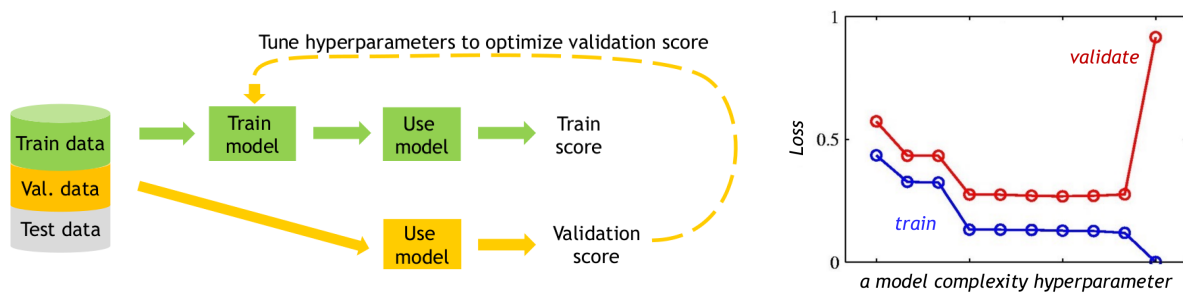 Tune hyperparameters to optimize validation score
Train data
Val. data
Test data
Train
model
Use
model
Train
score
Use
model
Validation
score
1
0.5
0
Loss
validate
train
a model complexity hyperparameter